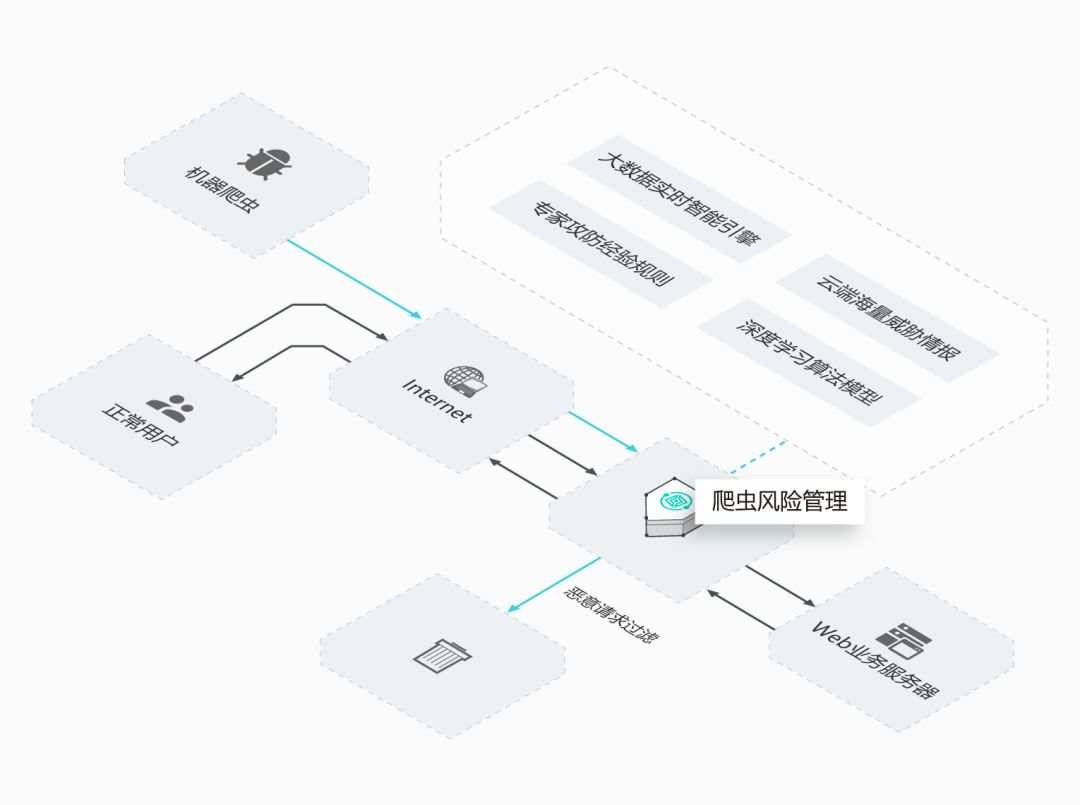 机器爬虫
大数据实时智能引擎
专家攻防经验规则
云端海量威胁情报
深度学习算法模型
正常用户
Internet
爬虫风险管理
恶意请求过滤
Web业务服务器